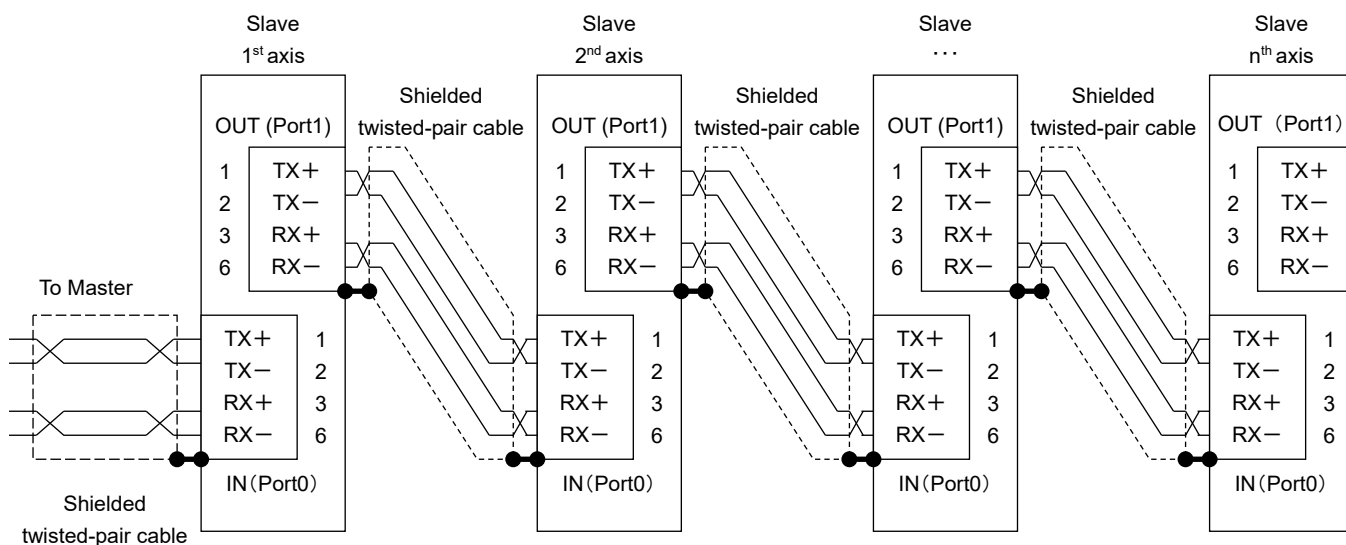 Slave
1st axis
Slave
2nd axis
Slave
...
Slave
nth axis
Shielded
twisted-pair cable
Shielded
twisted-pair cable
Shielded
twisted-pair cable
OUT (Port1)
1 TX+
2 TX-
3 RX+
6 RX-
OUT (Port1)
1 TX+
2 TX-
3 RX+
6 RX-
OUT (Port1)
1 TX+
2 TX-
3 RX+
6 RX-
OUT (Port1)
1 TX+
2 TX-
3 RX+
6 RX-
To Master
TX+ 1
TX- 2
RX+ 3
RX- 6
IN(Port0)
TX+ 1
TX- 2
RX+ 3
RX- 6
IN(Port0)
TX+ 1
TX- 2
RX+ 3
RX- 6
IN(Port0)
TX+ 1
TX- 2
RX+ 3
RX- 6
IN(Port0)
Shielded
twisted-pair cable